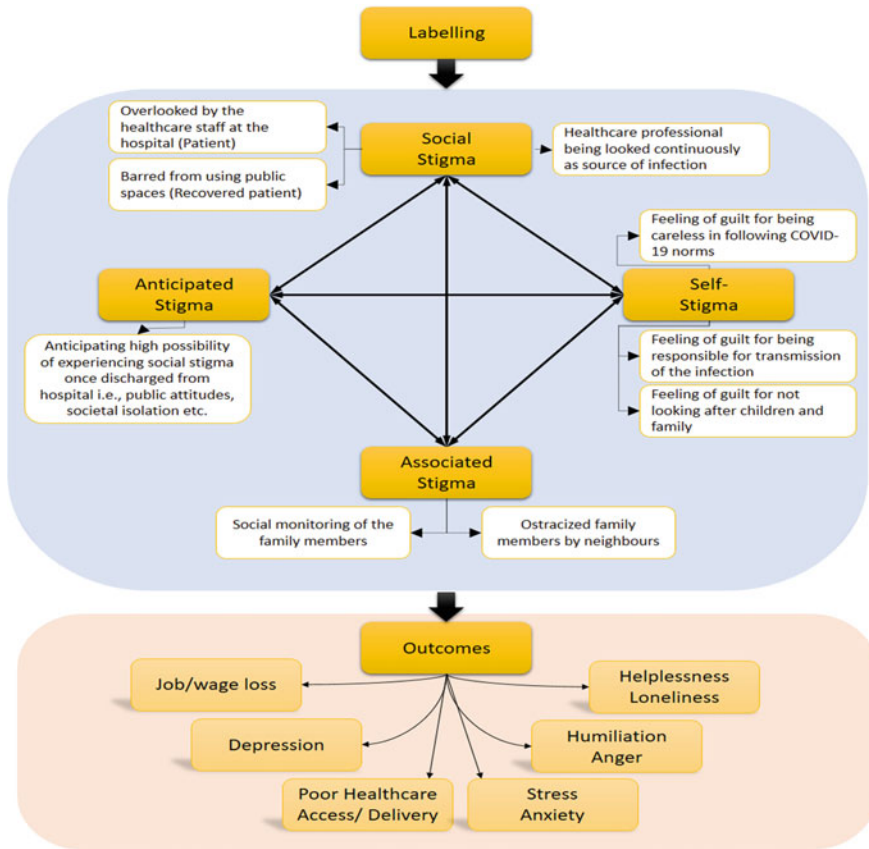 Labelling
Overlooked by the
healthcare staff at the
hospital (Patient)
Social
Stigma
Healthcare professional
being looked continuously
as source of infection
Barred from using public
spaces (Recovered patient)
Feeling of guilt for being
careless in following COVID-
19 norms
Anticipated
Stigma
Self-
Stigma
Anticipating high possibility
of experiencing social stigma
once discharged from
hospital i.e., public attitudes,
societal isolation etc.
Feeling of guilt for being
responsible for transmission
of the infection
Feeling of guilt for not
looking after children and
family
Associated
Stigma
Social monitoring of the
family members
Ostracized family
members by neighbours
Outcomes
Job/wage loss
Helplessness
Loneliness
Depression
Humiliation
Anger
Poor Healthcare
Access/ Delivery
Stress
Anxiety